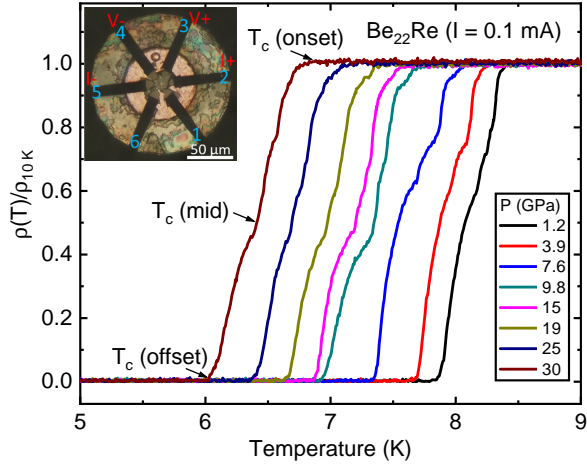 Be₂₂Re (I = 0.1 mA)
V-
V+
4
3
I+
2
I-
5
6
1
50 µm
T_c (onset)
T_c (mid)
T_c (offset)
P (GPa)
1.2
3.9
7.6
9.8
15
19
25
30
ρ(T)/ρ₁₀ K
1.0
0.8
0.6
0.4
0.2
0.0
5
6
7
8
9
Temperature (K)